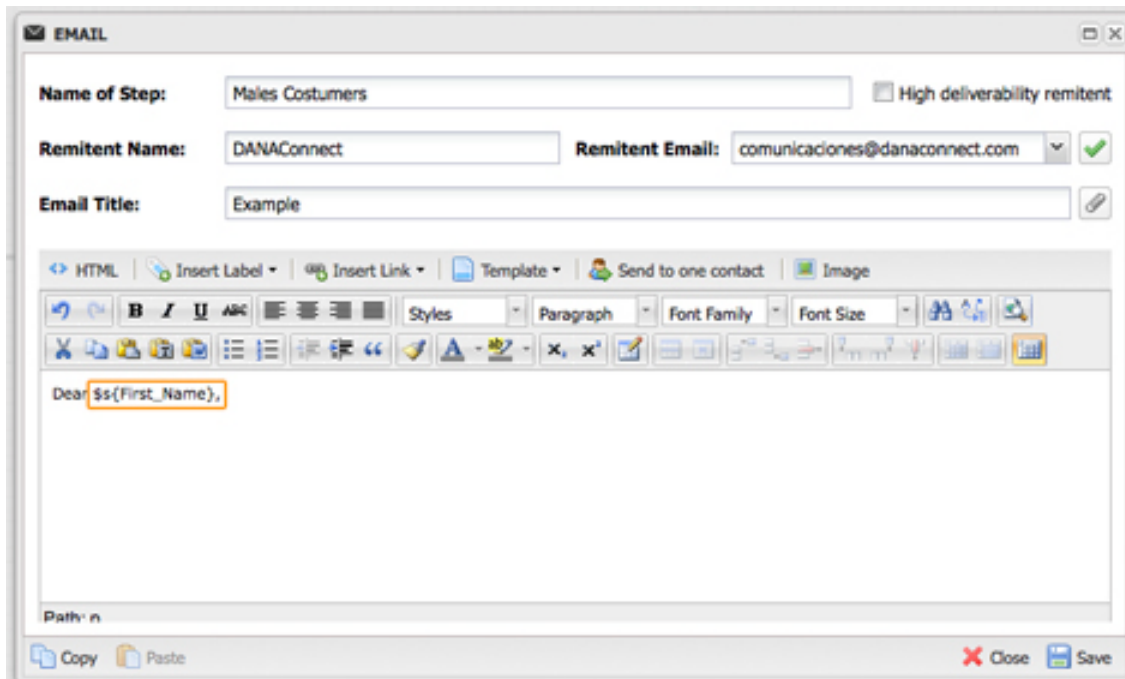 EMAIL
Name of Step: Males Costumers High deliverability remitent
Remitent Name: DANAConnect Remitent Email: comunicaciones@danaconnect.com
Email Title: Example
HTML Insert Label Insert Link Template Send to one contact Image
B I U ABC Styles Paragraph Font Family Font Size
Dear $s{First_Name},
Path: p
Copy Paste Close Save